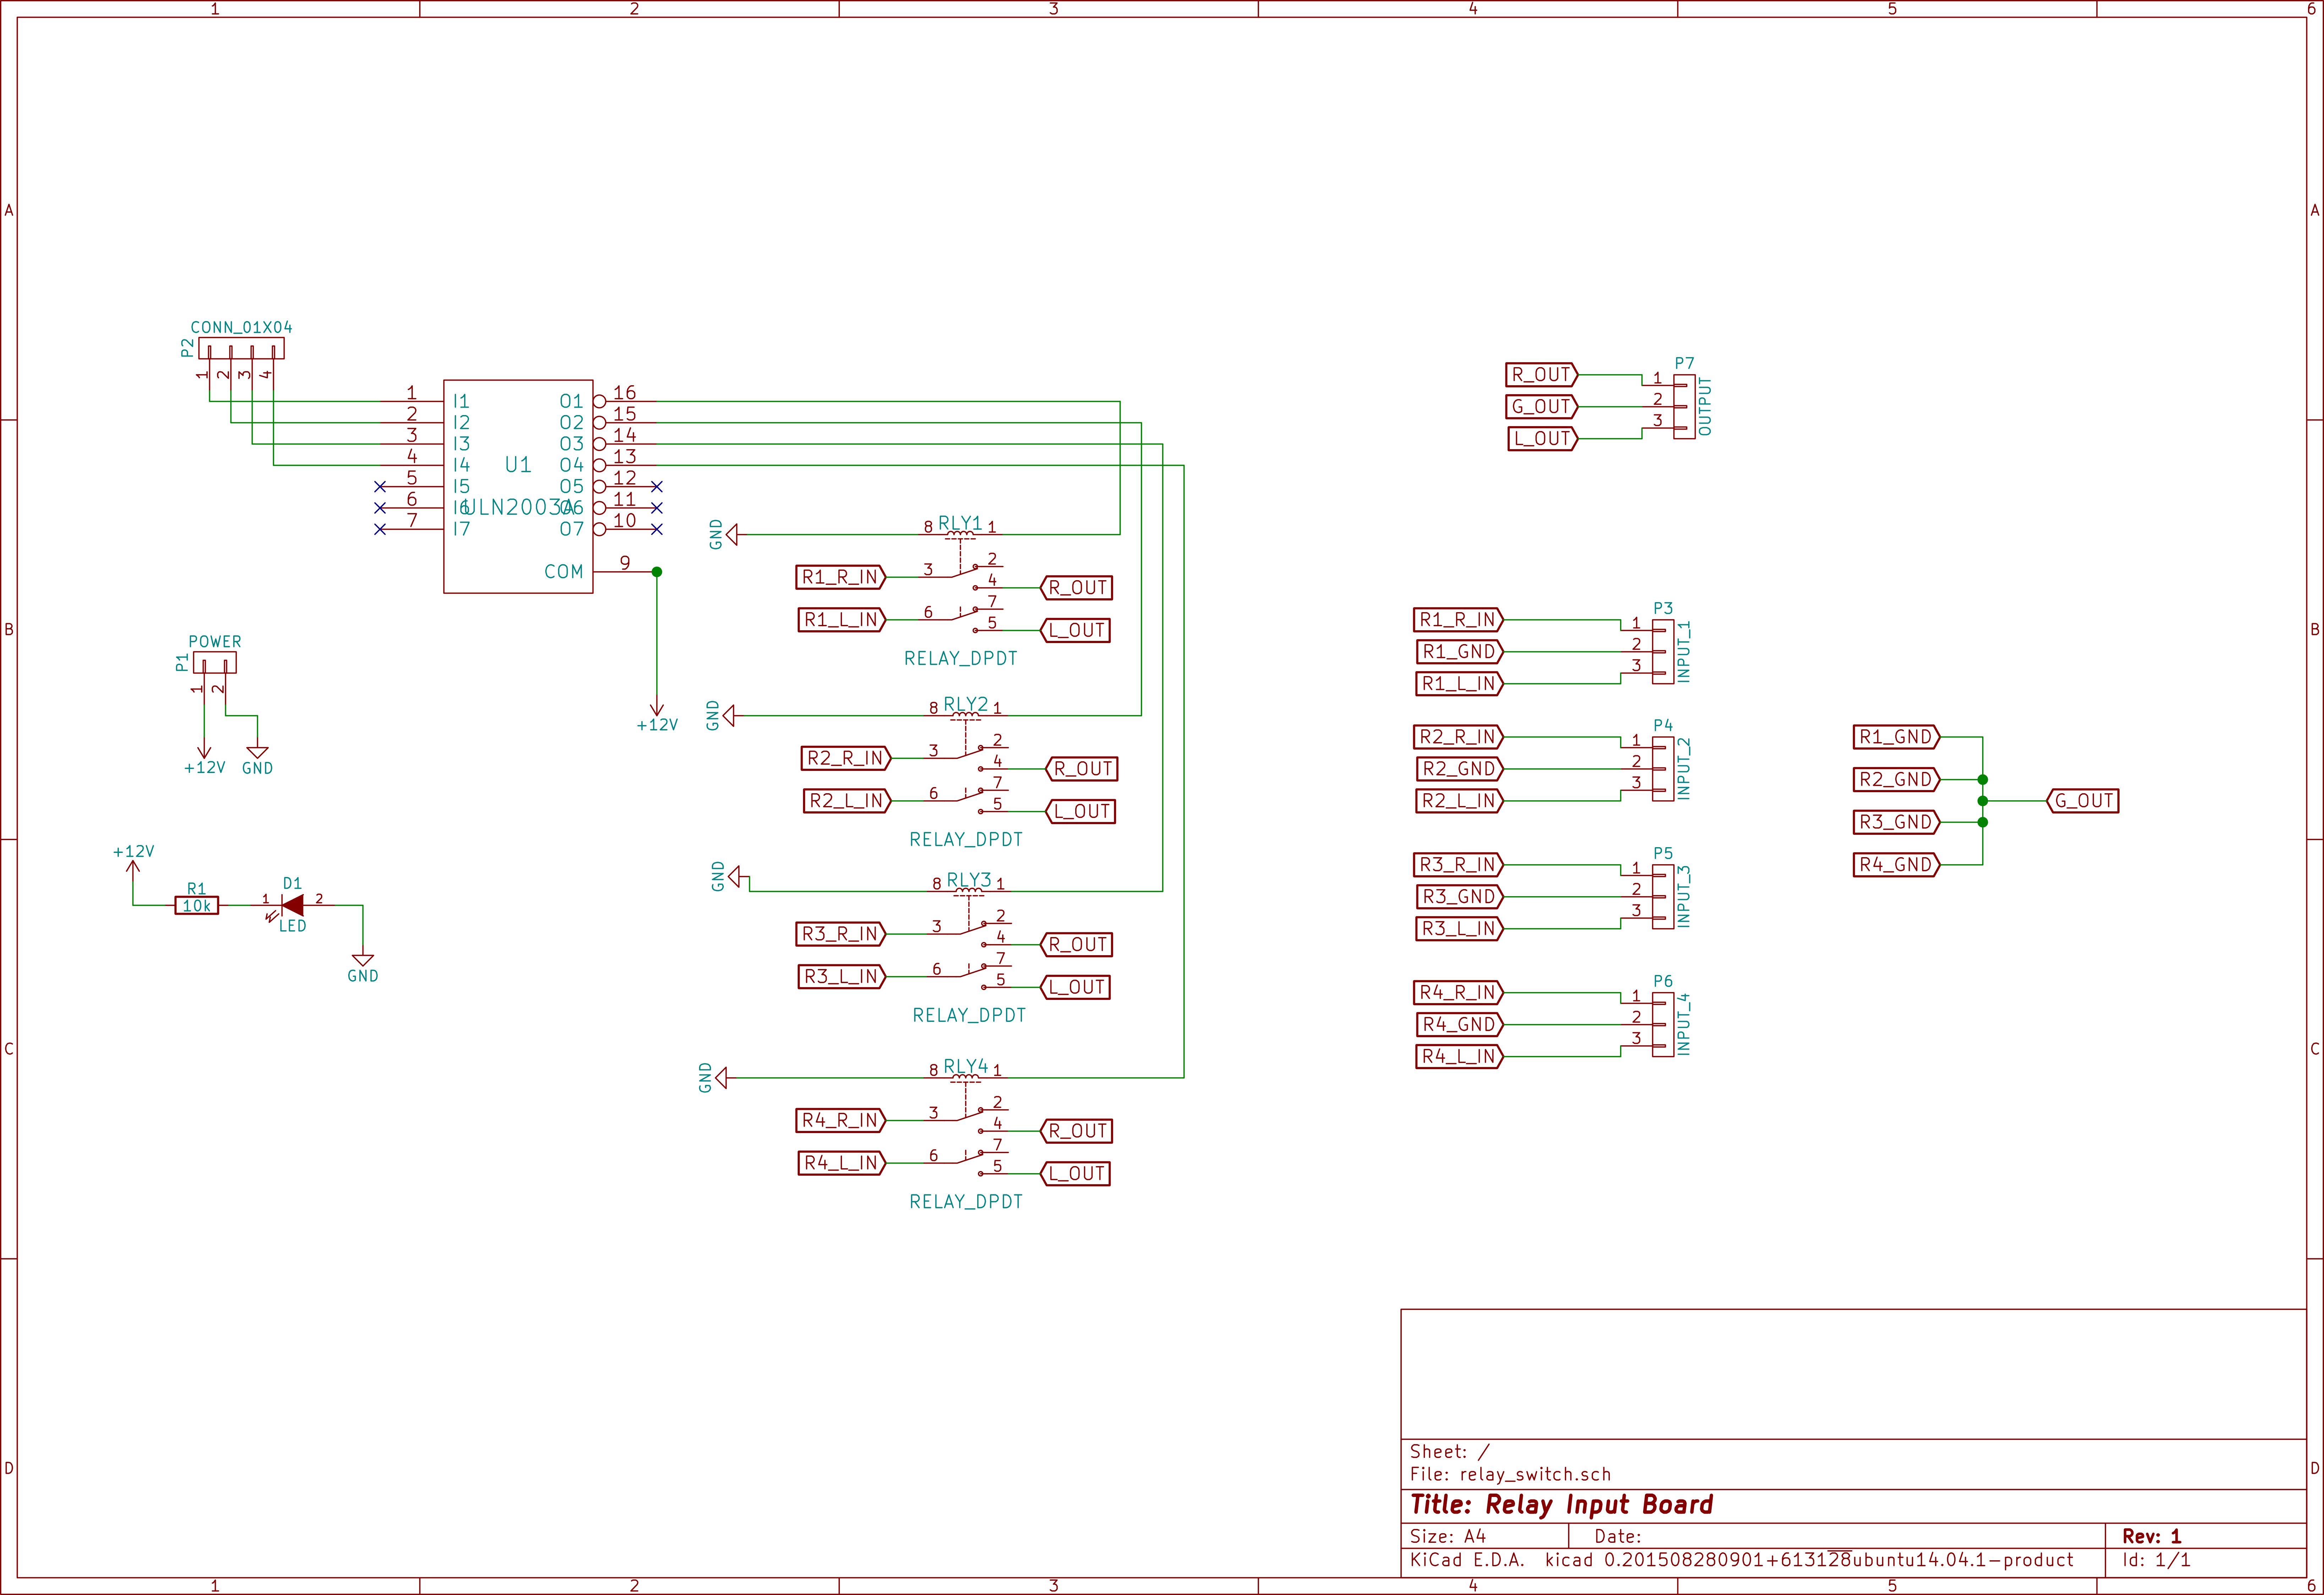 1 2 3 4 5 6
A A
B B
C C
D D
CONN_01X04
P2
1 2 3 4
1 I1 O1 16
2 I2 O2 15
3 I3 O3 14
4 I4 O4 13
U1
5 I5 O5 12
6 I6 O6 11
ULN2003A
7 I7 O7 10
COM 9
+12V
POWER
P1
1 2
+12V GND
+12V
R1
10k
D1
1 2
LED
GND
GND 8 RLY1 1
R1_R_IN 3 2
4 R_OUT
R1_L_IN 6 7
5 L_OUT
RELAY_DPDT
GND 8 RLY2 1
R2_R_IN 3 2
4 R_OUT
R2_L_IN 6 7
5 L_OUT
RELAY_DPDT
GND 8 RLY3 1
R3_R_IN 3 2
4 R_OUT
R3_L_IN 6 7
5 L_OUT
RELAY_DPDT
GND 8 RLY4 1
R4_R_IN 3 2
4 R_OUT
R4_L_IN 6 7
5 L_OUT
RELAY_DPDT
P7
R_OUT 1
G_OUT 2
L_OUT 3
OUTPUT
P3
R1_R_IN 1
R1_GND 2
R1_L_IN 3
INPUT_1
P4
R2_R_IN 1
R2_GND 2
R2_L_IN 3
INPUT_2
P5
R3_R_IN 1
R3_GND 2
R3_L_IN 3
INPUT_3
P6
R4_R_IN 1
R4_GND 2
R4_L_IN 3
INPUT_4
R1_GND
R2_GND
G_OUT
R3_GND
R4_GND
Sheet: /
File: relay_switch.sch
Title: Relay Input Board
Size: A4 Date: Rev: 1
KiCad E.D.A. kicad 0.201508280901+613128ubuntu14.04.1-product Id: 1/1
1 2 3 4 5 6